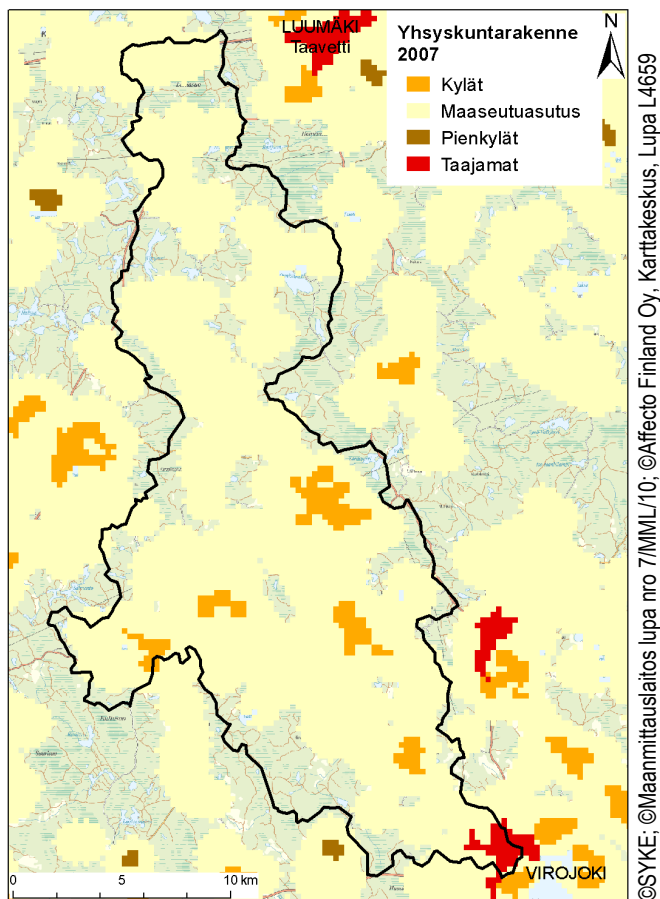 LUUMÄKI
Taavetti
Yhsyskuntarakenne
2007
Kylät
Maaseutuasutus
Pienkylät
Taajamat
N
©SYKE; ©Maanmittauslaitos lupa nro 7/MML/10; ©Affecto Finland Oy, Karttakeskus, Lupa L4659
VIROJOKI
0 5 10 km